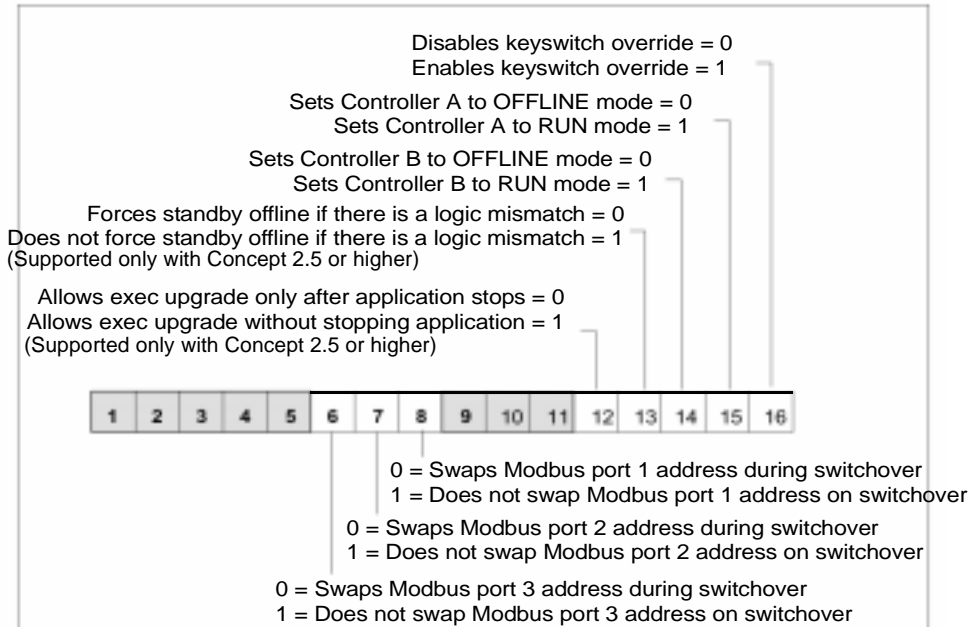 Disables keyswitch override = 0
Enables keyswitch override = 1
Sets Controller A to OFFLINE mode = 0
Sets Controller A to RUN mode = 1
Sets Controller B to OFFLINE mode = 0
Sets Controller B to RUN mode = 1
Forces standby offline if there is a logic mismatch = 0
Does not force standby offline if there is a logic mismatch = 1
(Supported only with Concept 2.5 or higher)
Allows exec upgrade only after application stops = 0
Allows exec upgrade without stopping application = 1
(Supported only with Concept 2.5 or higher)
1 2 3 4 5 6 7 8 9 10 11 12 13 14 15 16
0 = Swaps Modbus port 1 address during switchover
1 = Does not swap Modbus port 1 address on switchover
0 = Swaps Modbus port 2 address during switchover
1 = Does not swap Modbus port 2 address on switchover
0 = Swaps Modbus port 3 address during switchover
1 = Does not swap Modbus port 3 address on switchover